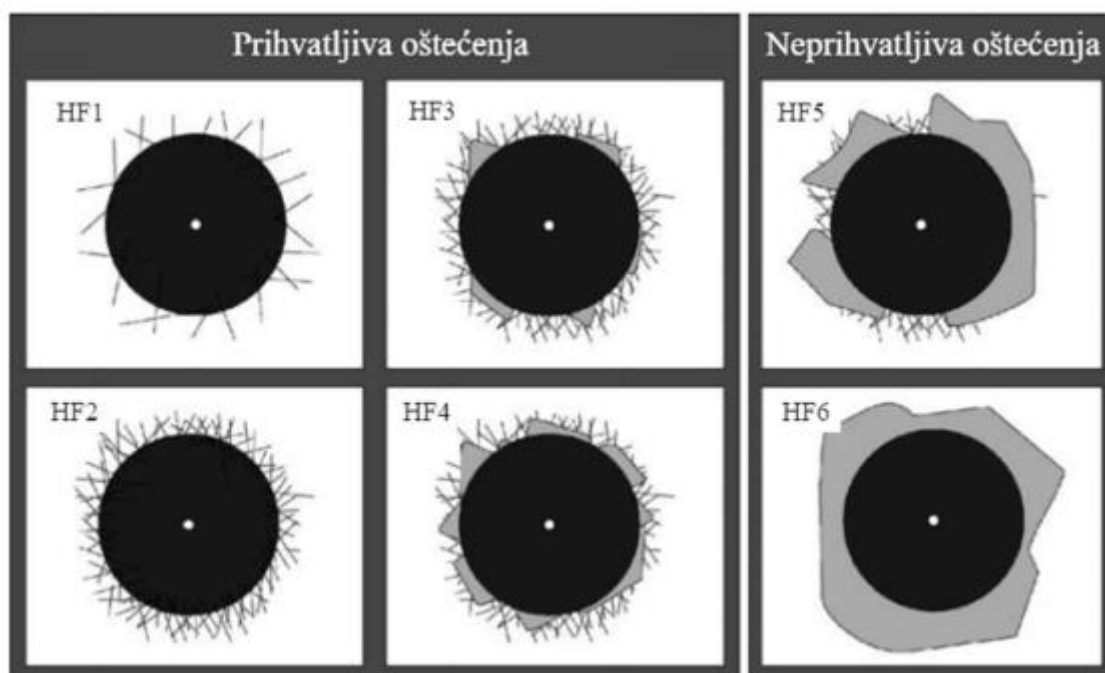 Prihvatljiva oštećenja
Neprihvatljiva oštećenja
HF1
HF3
HF5
HF2
HF4
HF6